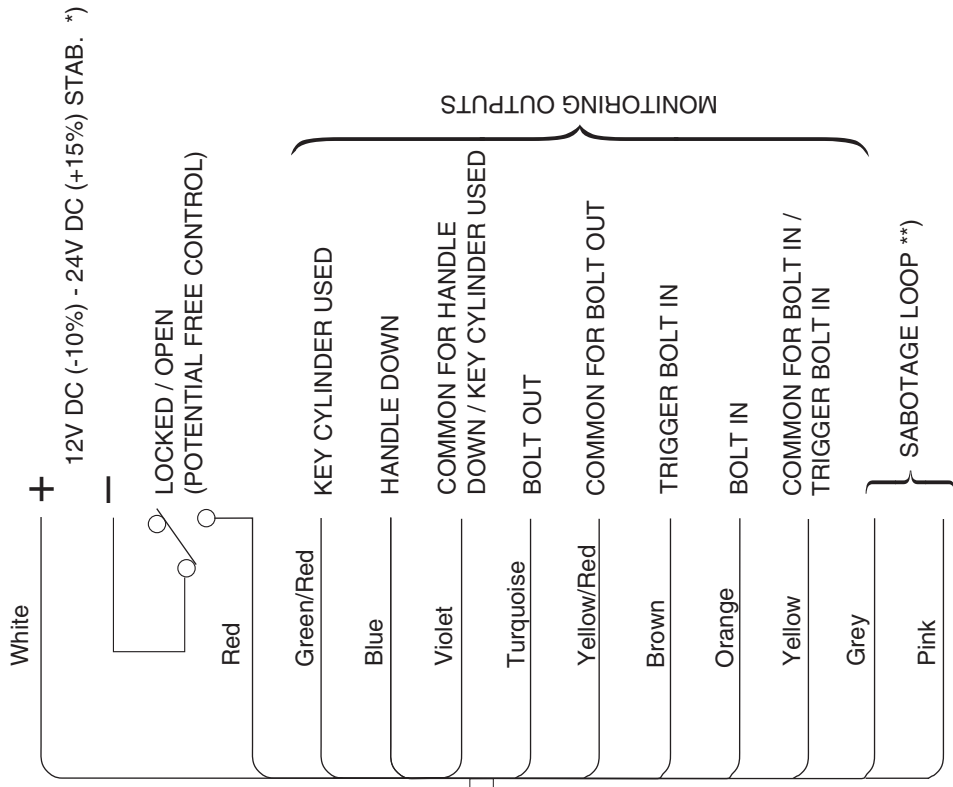 White
+
12V DC (-10%) - 24V DC (+15%) STAB. *)
–
LOCKED / OPEN
(POTENTIAL FREE CONTROL)
Red
Green/Red
KEY CYLINDER USED
Blue
HANDLE DOWN
Violet
COMMON FOR HANDLE
DOWN / KEY CYLINDER USED
Turquoise
BOLT OUT
Yellow/Red
COMMON FOR BOLT OUT
Brown
TRIGGER BOLT IN
Orange
BOLT IN
Yellow
COMMON FOR BOLT IN /
TRIGGER BOLT IN
MONITORING OUTPUTS
Grey
Pink
SABOTAGE LOOP **)